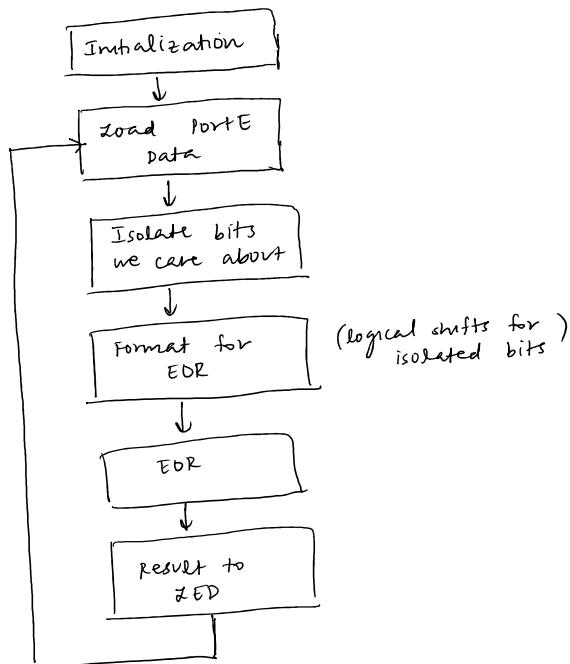 Initialization
Load PortE
Data
Isolate bits
we care about
Format for
EOR
(logical shifts for)
isolated bits
EOR
Result to
LED